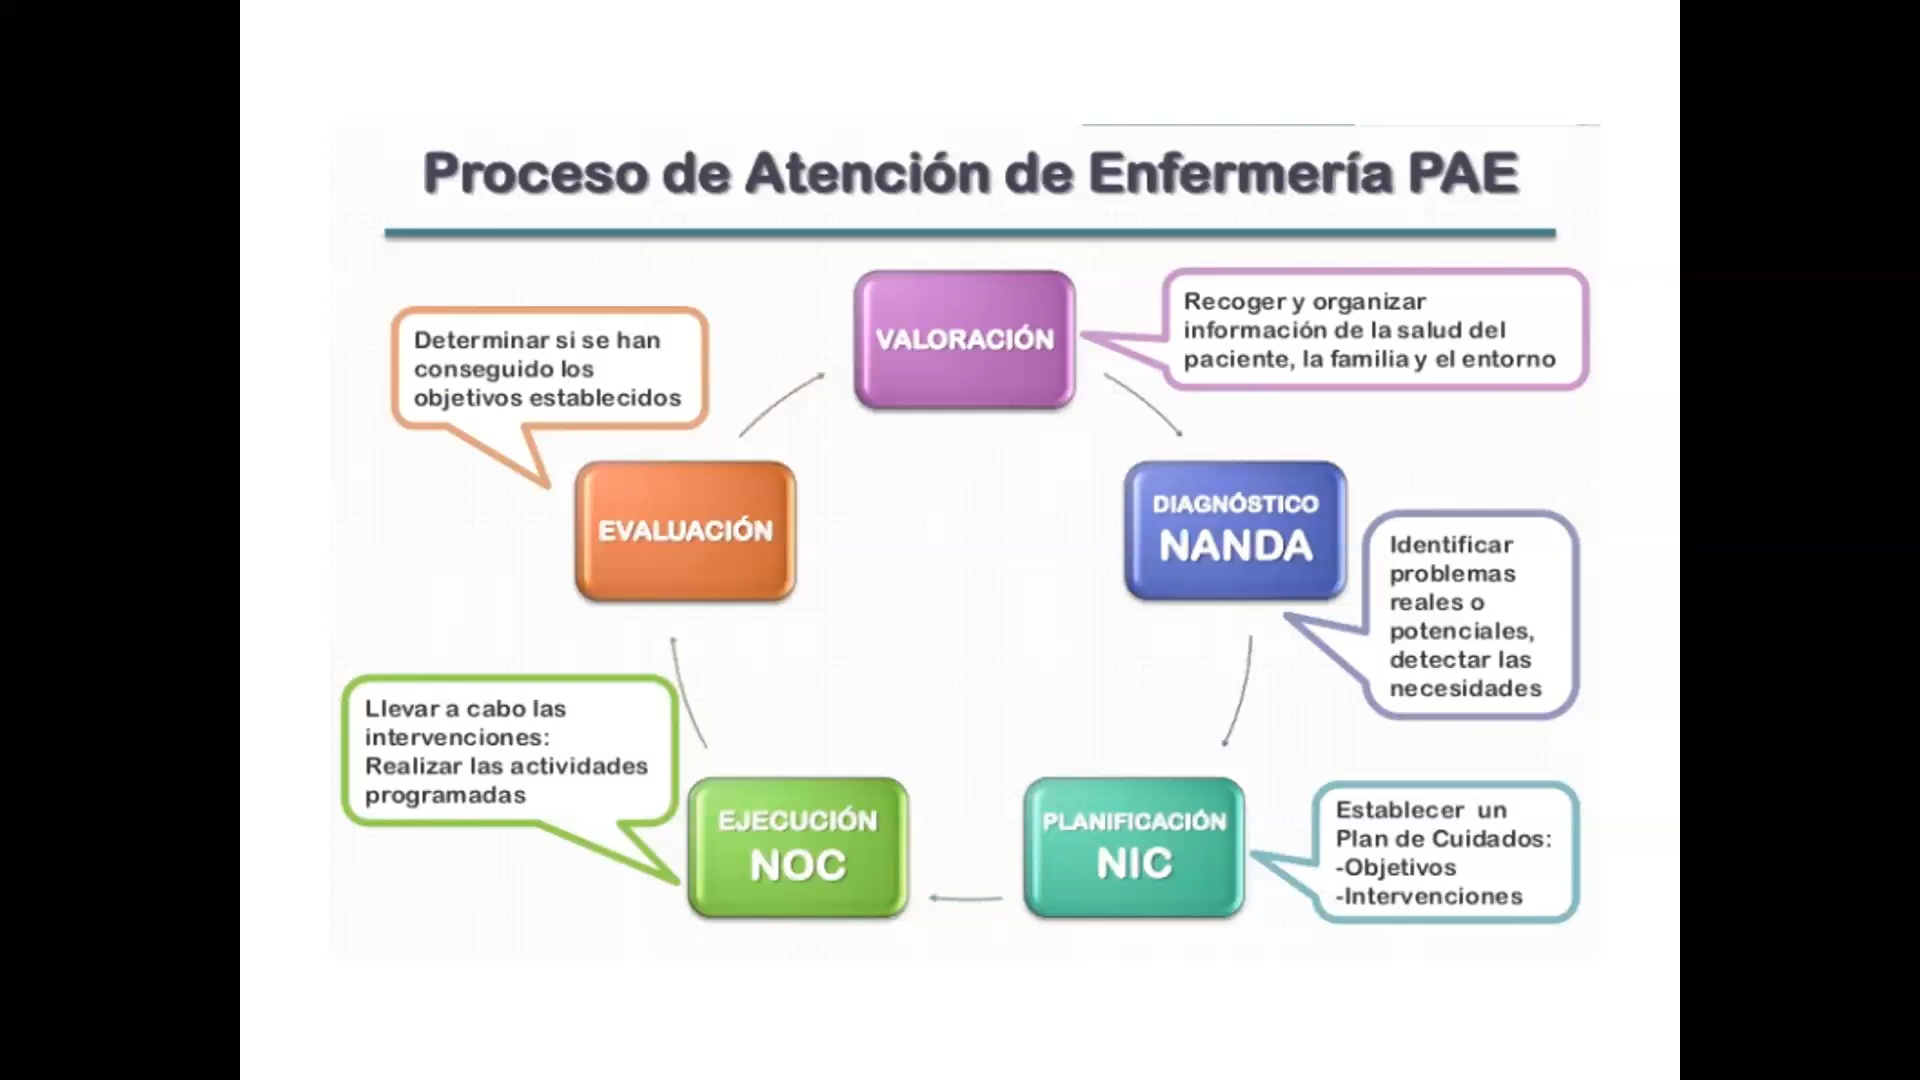 Proceso de Atención de Enfermería PAE
VALORACIÓN
Recoger y organizar
información de la salud del
paciente, la familia y el entorno
DIAGNÓSTICO
NANDA
Identificar
problemas
reales o
potenciales,
detectar las
necesidades
PLANIFICACIÓN
NIC
Establecer un
Plan de Cuidados:
-Objetivos
-Intervenciones
EJECUCIÓN
NOC
Llevar a cabo las
intervenciones:
Realizar las actividades
programadas
EVALUACIÓN
Determinar si se han
conseguido los
objetivos establecidos